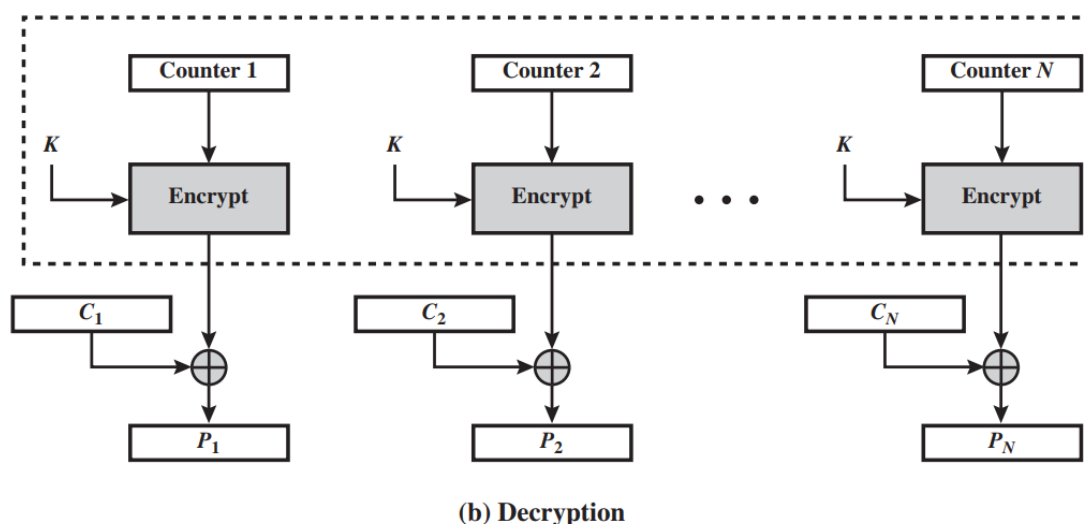 Counter 1 Counter 2 Counter N
K K K
Encrypt Encrypt • • • Encrypt
C1 C2 CN
P1 P2 PN
(b) Decryption